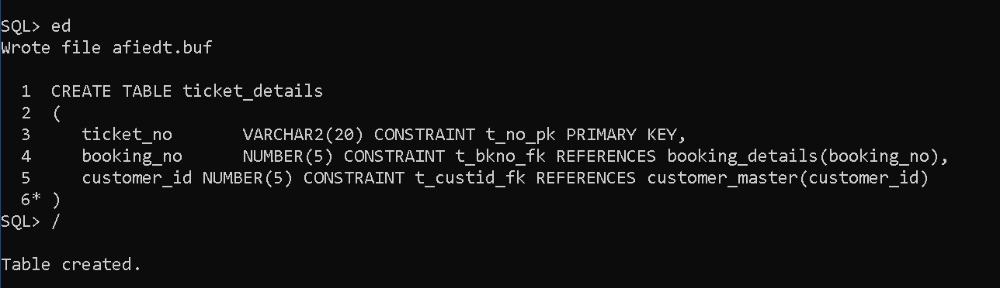 SQL> ed
Wrote file afiedt.buf

  1  CREATE TABLE ticket_details
  2  (
  3     ticket_no       VARCHAR2(20) CONSTRAINT t_no_pk PRIMARY KEY,
  4     booking_no      NUMBER(5) CONSTRAINT t_bkno_fk REFERENCES booking_details(booking_no),
  5     customer_id NUMBER(5) CONSTRAINT t_custid_fk REFERENCES customer_master(customer_id)
  6* )
SQL> /

Table created.